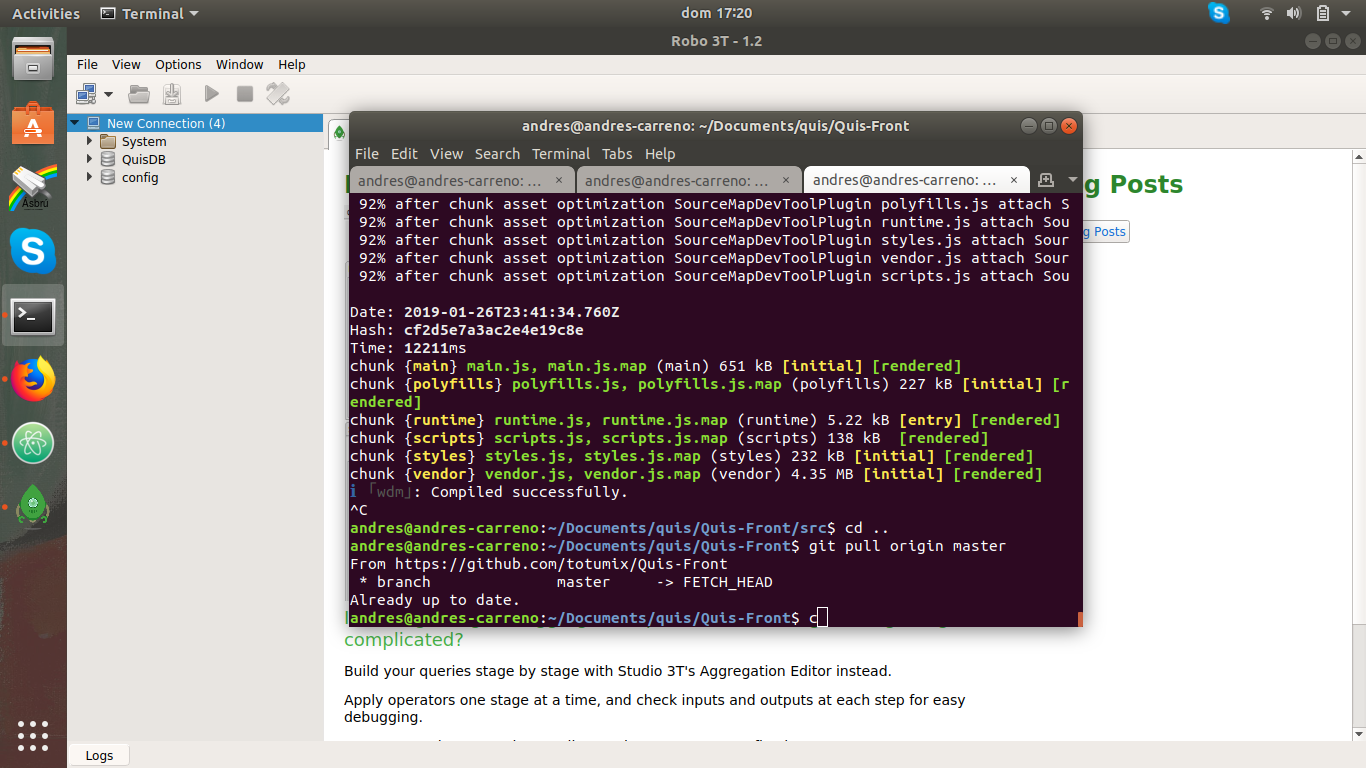 Activities
Terminal
dom 17:20
Robo 3T - 1.2
File View Options Window Help
New Connection (4)
System
QuisDB
config
Asbru
g Posts
g Posts
andres@andres-carreno: ~/Documents/quis/Quis-Front
File Edit View Search Terminal Tabs Help
andres@andres-carreno: ... × andres@andres-carreno: ... × andres@andres-carreno: ... ×
92% after chunk asset optimization SourceMapDevToolPlugin polyfills.js attach S
92% after chunk asset optimization SourceMapDevToolPlugin runtime.js attach Sou
92% after chunk asset optimization SourceMapDevToolPlugin styles.js attach Sour
92% after chunk asset optimization SourceMapDevToolPlugin vendor.js attach Sour
92% after chunk asset optimization SourceMapDevToolPlugin scripts.js attach Sou
Date: 2019-01-26T23:41:34.760Z
Hash: cf2d5e7a3ac2e4e19c8e
Time: 12211ms
chunk {main} main.js, main.js.map (main) 651 kB [initial] [rendered]
chunk {polyfills} polyfills.js, polyfills.js.map (polyfills) 227 kB [initial] [r
endered]
chunk {runtime} runtime.js, runtime.js.map (runtime) 5.22 kB [entry] [rendered]
chunk {scripts} scripts.js, scripts.js.map (scripts) 138 kB  [rendered]
chunk {styles} styles.js, styles.js.map (styles) 232 kB [initial] [rendered]
chunk {vendor} vendor.js, vendor.js.map (vendor) 4.35 MB [initial] [rendered]
ℹ ｢wdm｣: Compiled successfully.
^C
andres@andres-carreno:~/Documents/quis/Quis-Front/src$ cd ..
andres@andres-carreno:~/Documents/quis/Quis-Front$ git pull origin master
From https://github.com/totumix/Quis-Front
 * branch            master     -> FETCH_HEAD
Already up to date.
andres@andres-carreno:~/Documents/quis/Quis-Front$ c
complicated?
Build your queries stage by stage with Studio 3T's Aggregation Editor instead.
Apply operators one stage at a time, and check inputs and outputs at each step for easy
debugging.
Logs